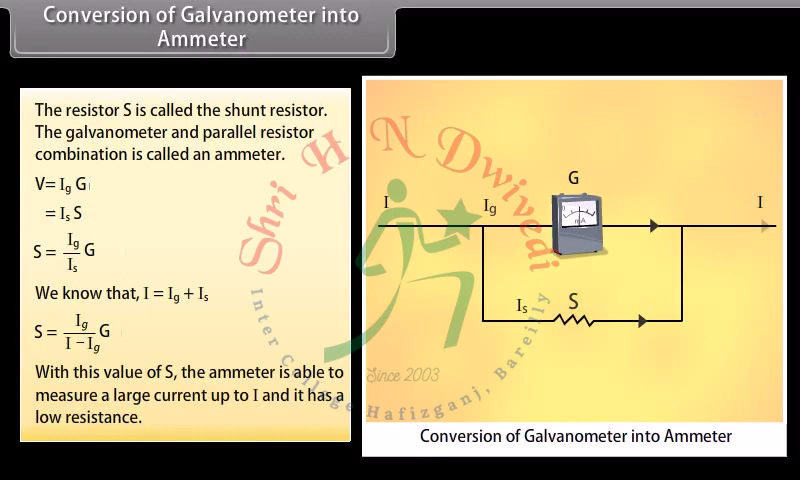 Conversion of Galvanometer into
Ammeter
The resistor S is called the shunt resistor.
The galvanometer and parallel resistor
combination is called an ammeter.
V= Ig G
= Is S
S = Ig/Is G
We know that, I = Ig + Is
S = Ig/I − Ig G
With this value of S, the ammeter is able to
measure a large current up to I and it has a
low resistance.
G
I
Ig
I
mA
Is
S
Shri H N Dwivedi
Inter College Hafizganj, Bareilly
Since 2003
Conversion of Galvanometer into Ammeter